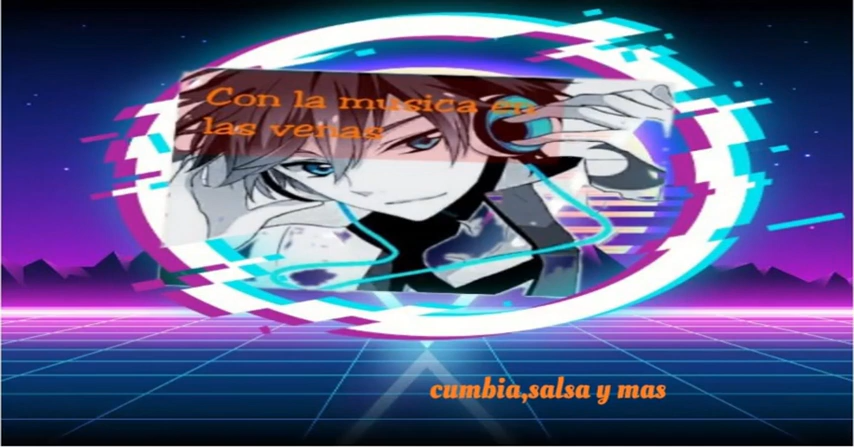 Con la musica en
las venas
cumbia,salsa y mas